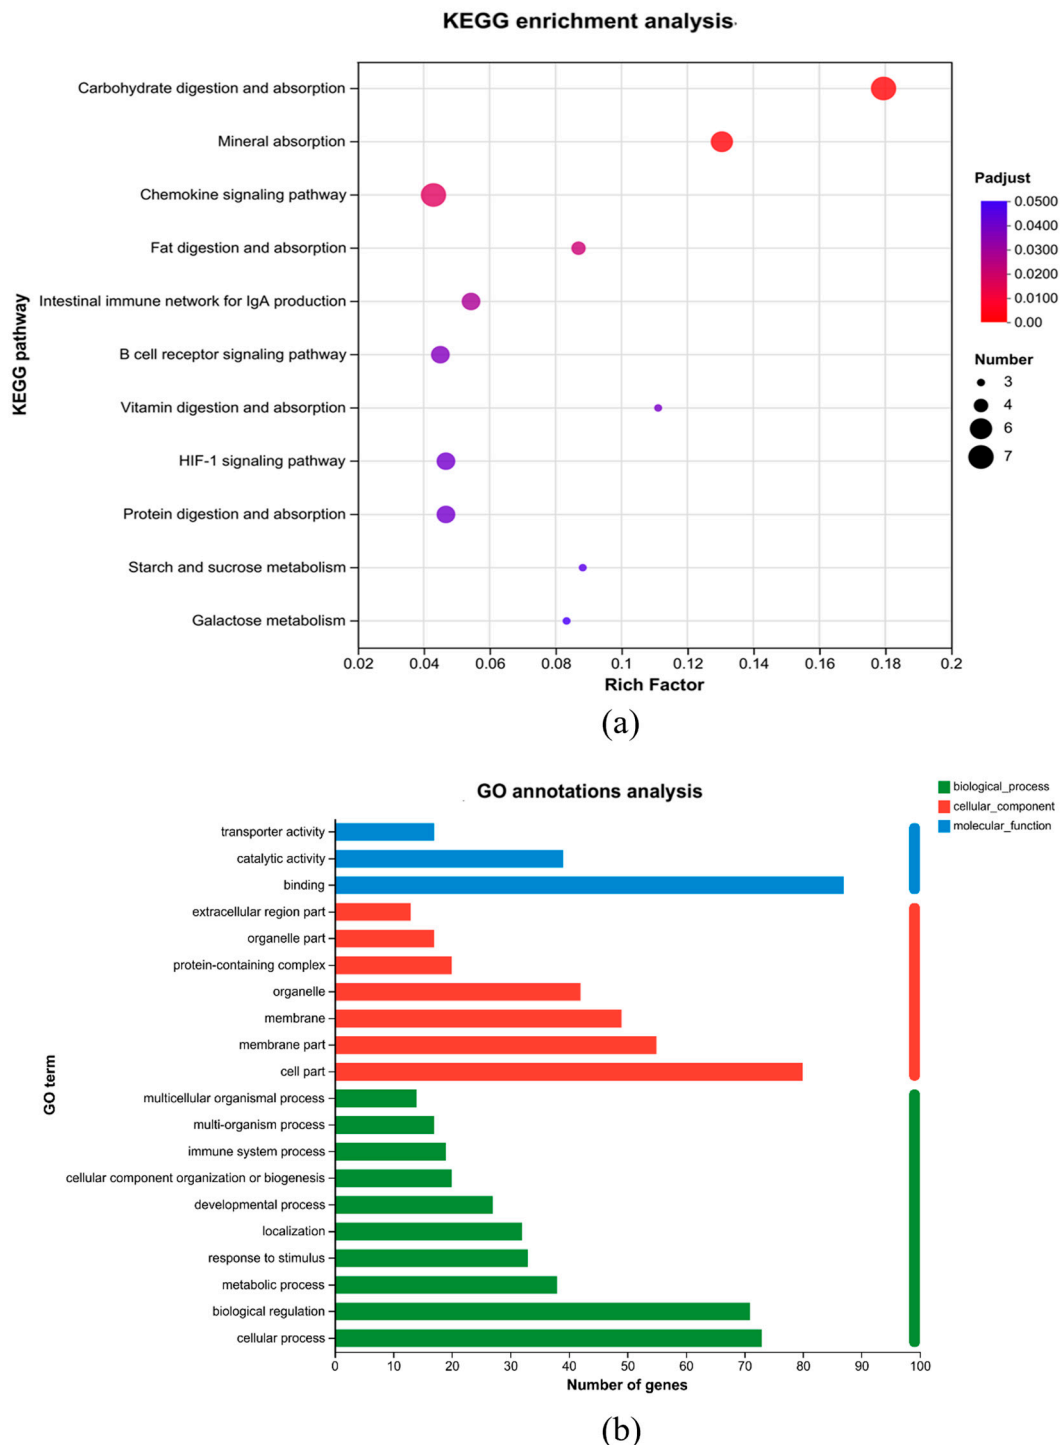 KEGG enrichment analysis
Carbohydrate digestion and absorption
Mineral absorption
Chemokine signaling pathway
Fat digestion and absorption
Intestinal immune network for IgA production
B cell receptor signaling pathway
Vitamin digestion and absorption
HIF-1 signaling pathway
Protein digestion and absorption
Starch and sucrose metabolism
Galactose metabolism
KEGG pathway
0.02 0.04 0.06 0.08 0.1 0.12 0.14 0.16 0.18 0.2
Rich Factor
Padjust
0.0500
0.0400
0.0300
0.0200
0.0100
0.00
Number
3
4
6
7
(a)
GO annotations analysis
biological_process
cellular_component
molecular_function
transporter activity
catalytic activity
binding
extracellular region part
organelle part
protein-containing complex
organelle
membrane
membrane part
cell part
multicellular organismal process
multi-organism process
immune system process
cellular component organization or biogenesis
developmental process
localization
response to stimulus
metabolic process
biological regulation
cellular process
GO term
0 10 20 30 40 50 60 70 80 90 100
Number of genes
(b)